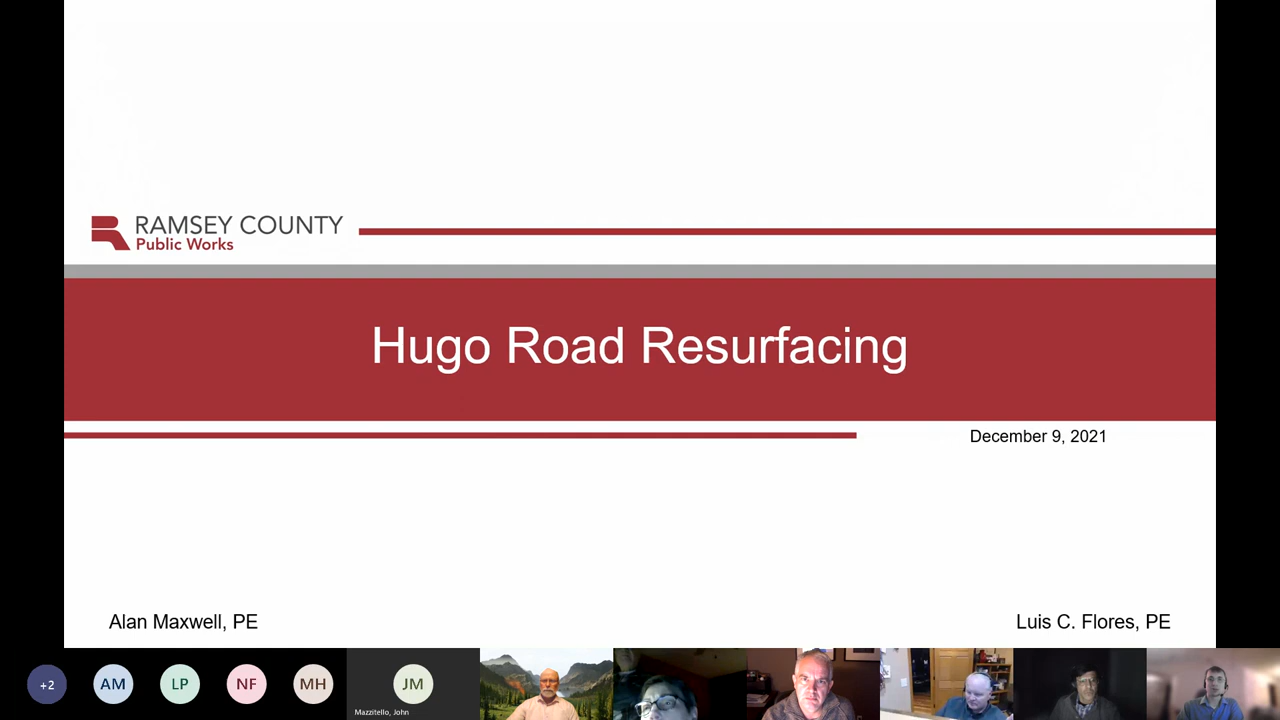 RAMSEY COUNTY
Public Works
Hugo Road Resurfacing
December 9, 2021
Alan Maxwell, PE
Luis C. Flores, PE
+2
AM
LP
NF
MH
JM
Mazzitello, John